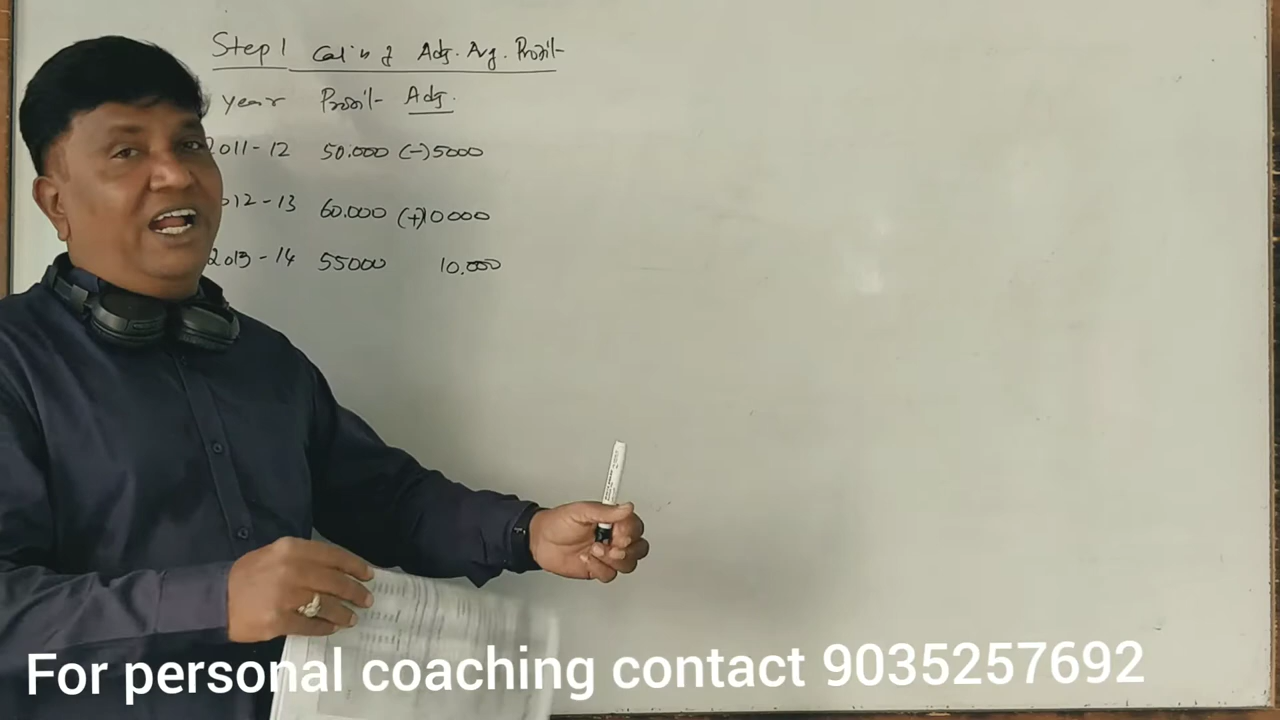 Step 1 Cal'n of Adj. Avg. Profit
Year Profit Adj.
2011-12 50.000 (-)5000
2012-13 60.000 (+)10000
2013-14 55000 10.000
For personal coaching contact 9035257692